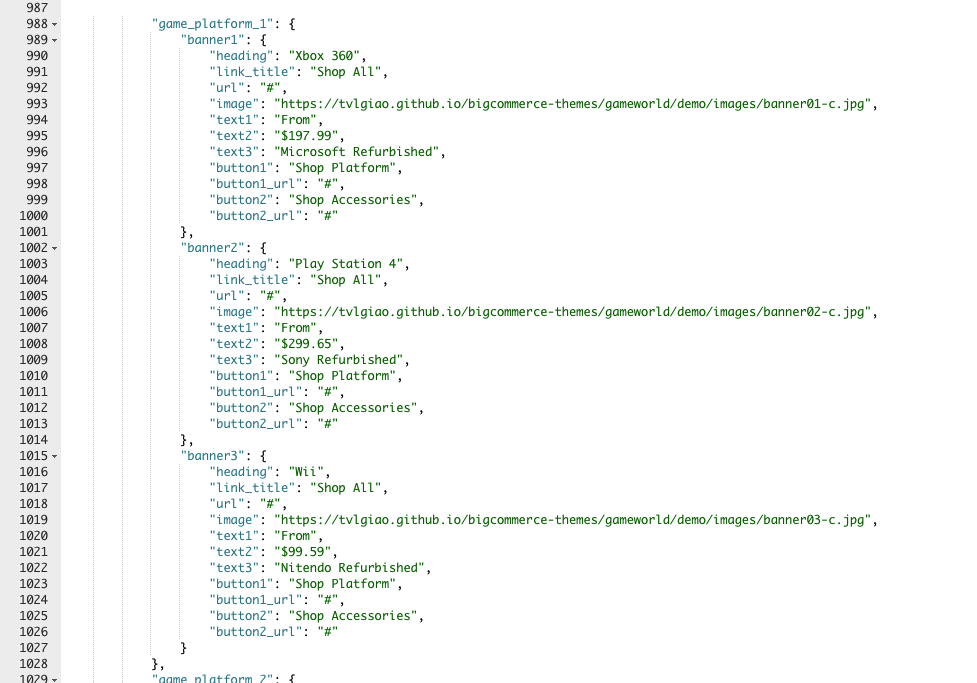 987
988 "game_platform_1": {
989 "banner1": {
990 "heading": "Xbox 360",
991 "link_title": "Shop All",
992 "url": "#",
993 "image": "https://tvlgiao.github.io/bigcommerce-themes/gameworld/demo/images/banner01-c.jpg",
994 "text1": "From",
995 "text2": "$197.99",
996 "text3": "Microsoft Refurbished",
997 "button1": "Shop Platform",
998 "button1_url": "#",
999 "button2": "Shop Accessories",
1000 "button2_url": "#"
1001 },
1002 "banner2": {
1003 "heading": "Play Station 4",
1004 "link_title": "Shop All",
1005 "url": "#",
1006 "image": "https://tvlgiao.github.io/bigcommerce-themes/gameworld/demo/images/banner02-c.jpg",
1007 "text1": "From",
1008 "text2": "$299.65",
1009 "text3": "Sony Refurbished",
1010 "button1": "Shop Platform",
1011 "button1_url": "#",
1012 "button2": "Shop Accessories",
1013 "button2_url": "#"
1014 },
1015 "banner3": {
1016 "heading": "Wii",
1017 "link_title": "Shop All",
1018 "url": "#",
1019 "image": "https://tvlgiao.github.io/bigcommerce-themes/gameworld/demo/images/banner03-c.jpg",
1020 "text1": "From",
1021 "text2": "$99.59",
1022 "text3": "Nitendo Refurbished",
1023 "button1": "Shop Platform",
1024 "button1_url": "#",
1025 "button2": "Shop Accessories",
1026 "button2_url": "#"
1027 }
1028 },
1029 "game_platform_2": {